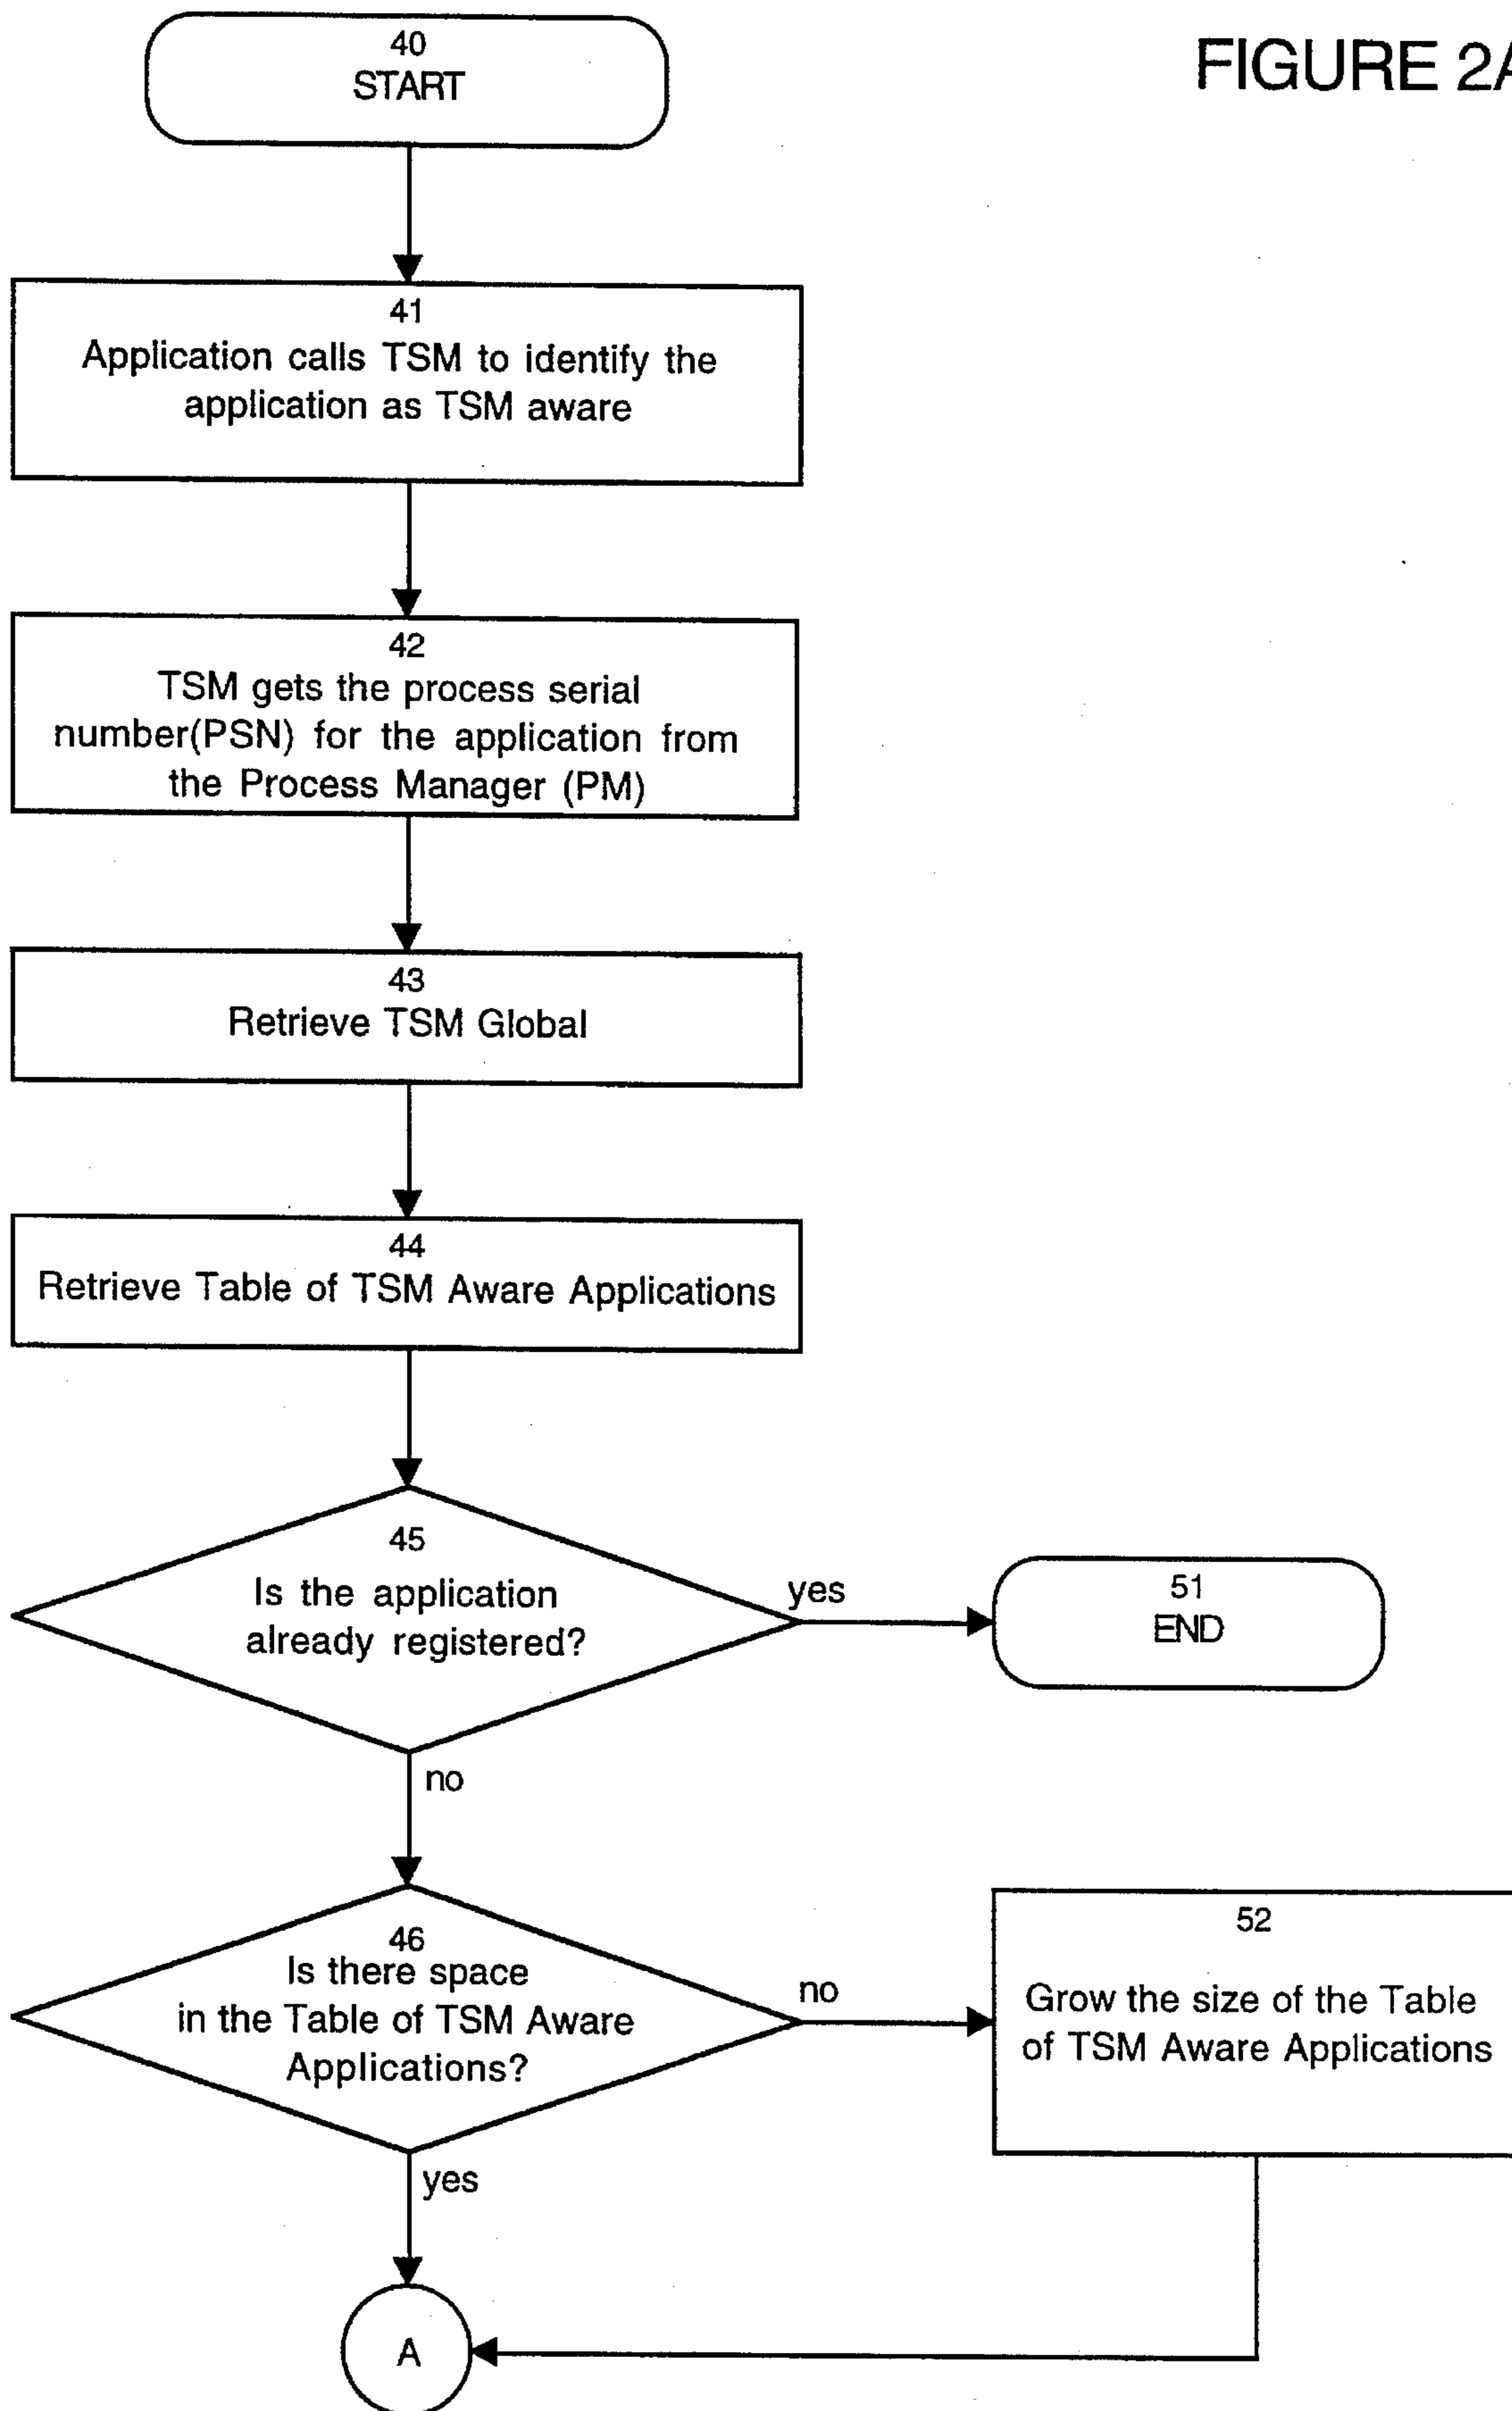 FIGURE 2A
40
START
41
Application calls TSM to identify the
application as TSM aware
42
TSM gets the process serial
number(PSN) for the application from
the Process Manager (PM)
43
Retrieve TSM Global
44
Retrieve Table of TSM Aware Applications
45
Is the application
already registered?
yes
51
END
no
46
Is there space
in the Table of TSM Aware
Applications?
no
52
Grow the size of the Table
of TSM Aware Applications
yes
A